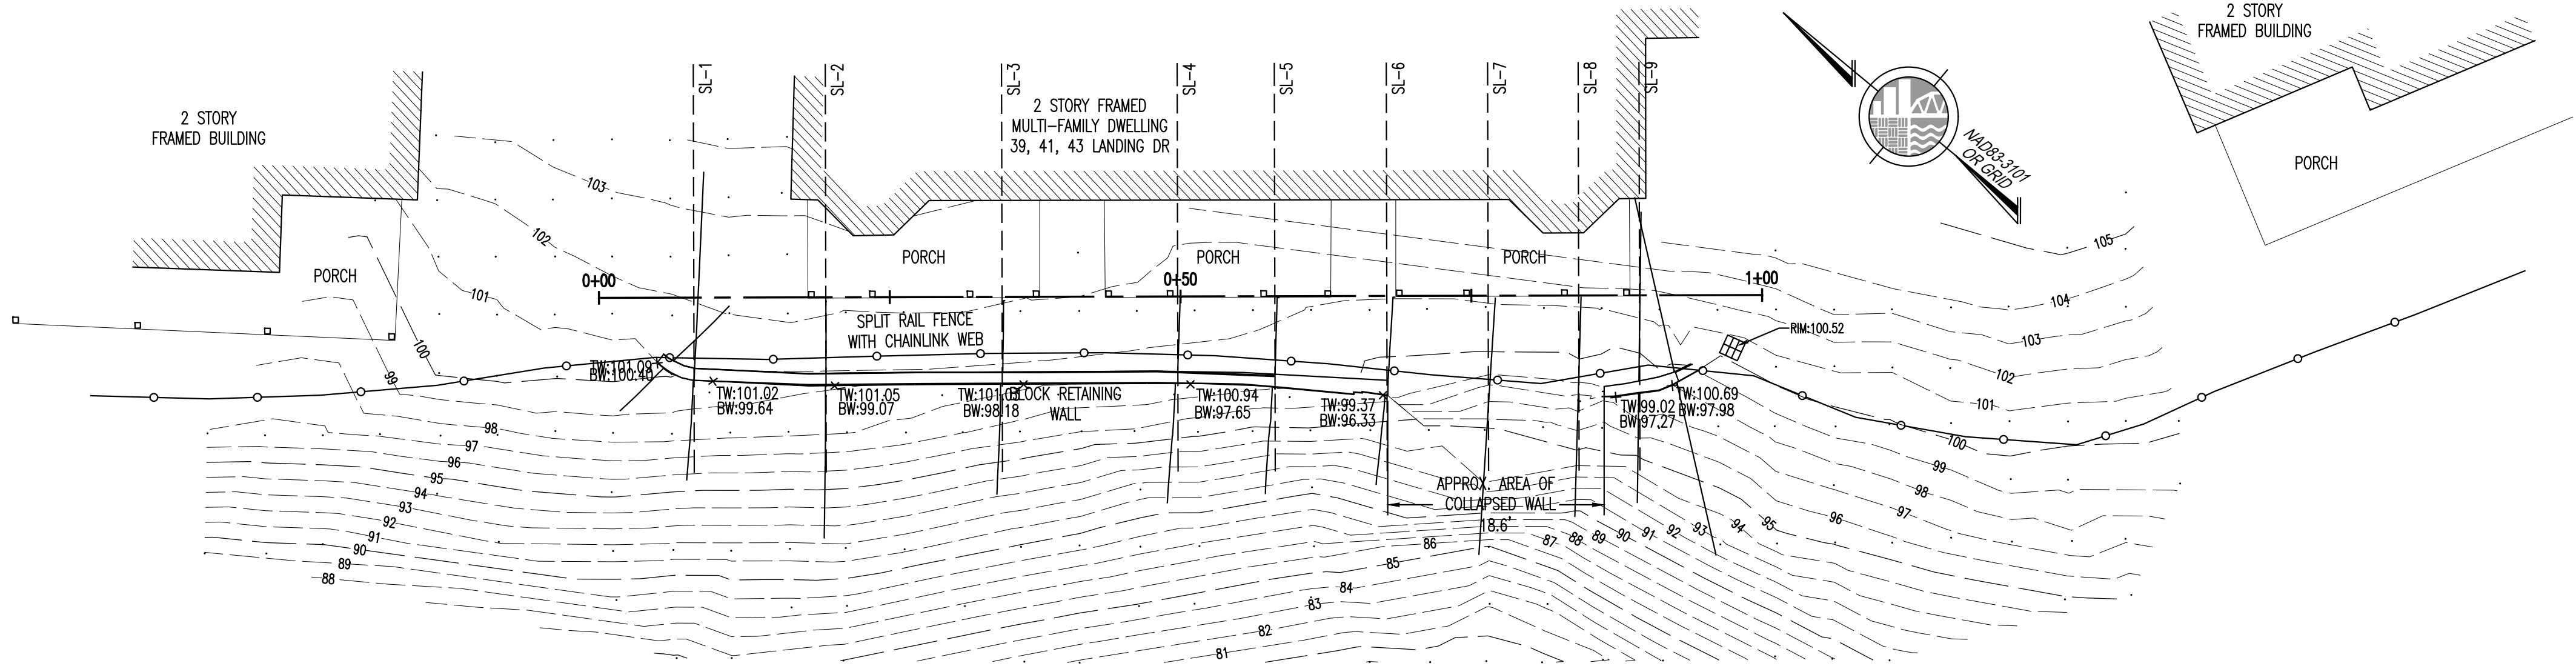 2 STORY
FRAMED BUILDING
2 STORY
FRAMED BUILDING
SL-1
SL-2
SL-3
SL-4
SL-5
SL-6
SL-7
SL-8
SL-9
2 STORY FRAMED
MULTI-FAMILY DWELLING
39, 41, 43 LANDING DR
NAD83-3101
OR GRID
PORCH
PORCH
PORCH
PORCH
PORCH
103
102
101
100
99
98
97
96
95
94
93
92
91
90
89
88
0+00
0+50
1+00
SPLIT RAIL FENCE
WITH CHAINLINK WEB
RIM:100.52
TW:101.09
BW:100.40
TW:101.02
BW:99.64
TW:101.05
BW:99.07
BW:98.18
BLOCK RETAINING
WALL
TW:100.94
BW:97.65
TW:99.37
BW:96.33
TW:99.02
BW:97.27
TW:100.69
BW:97.98
APPROX. AREA OF
COLLAPSED WALL
18.6'
105
104
103
102
101
100
99
98
97
96
95
94
93
92
91
90
89
88
87
86
85
84
83
82
81